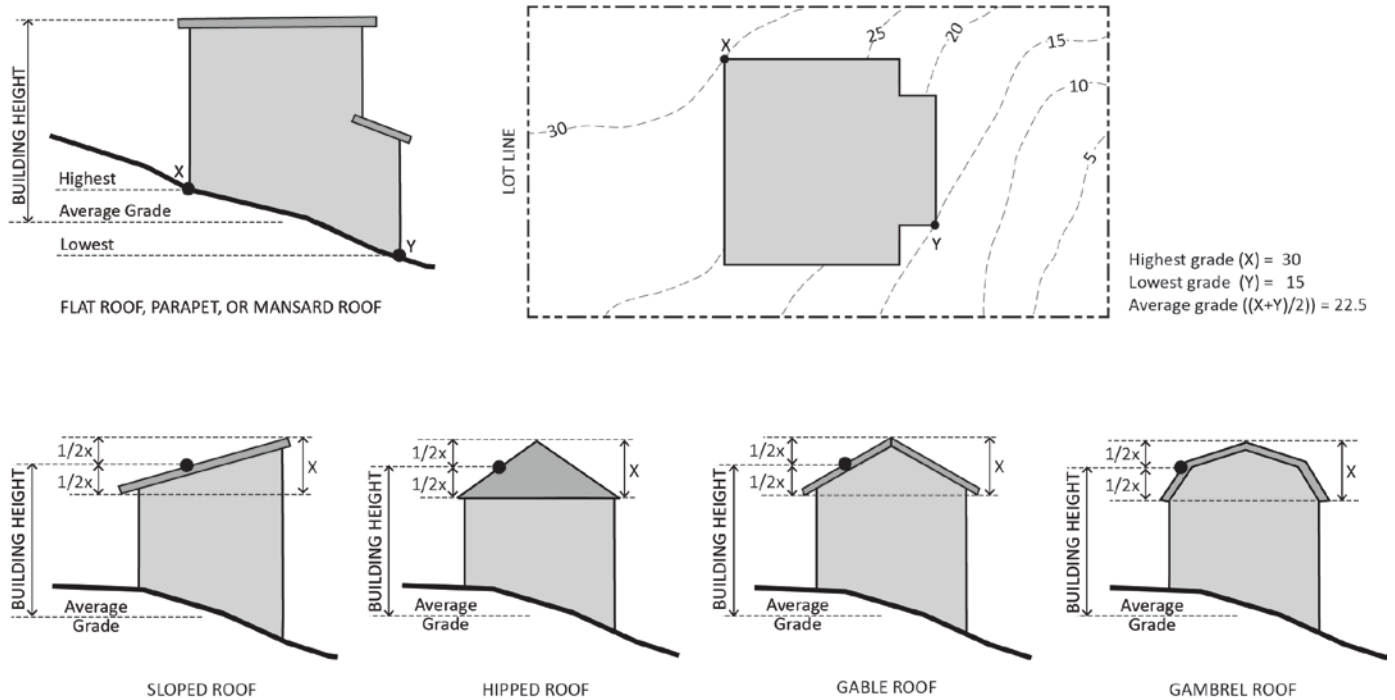 BUILDING HEIGHT
X
Highest
Average Grade
Lowest
Y
FLAT ROOF, PARAPET, OR MANSARD ROOF
LOT LINE
X
25
20
15
10
30
5
Y
Highest grade (X) = 30
Lowest grade (Y) = 15
Average grade ((X+Y)/2)) = 22.5
BUILDING HEIGHT
1/2x
1/2x
X
Average
Grade
SLOPED ROOF
BUILDING HEIGHT
1/2x
1/2x
X
Average
Grade
HIPPED ROOF
BUILDING HEIGHT
1/2x
1/2x
X
Average
Grade
GABLE ROOF
BUILDING HEIGHT
1/2x
1/2x
X
Average
Grade
GAMBREL ROOF